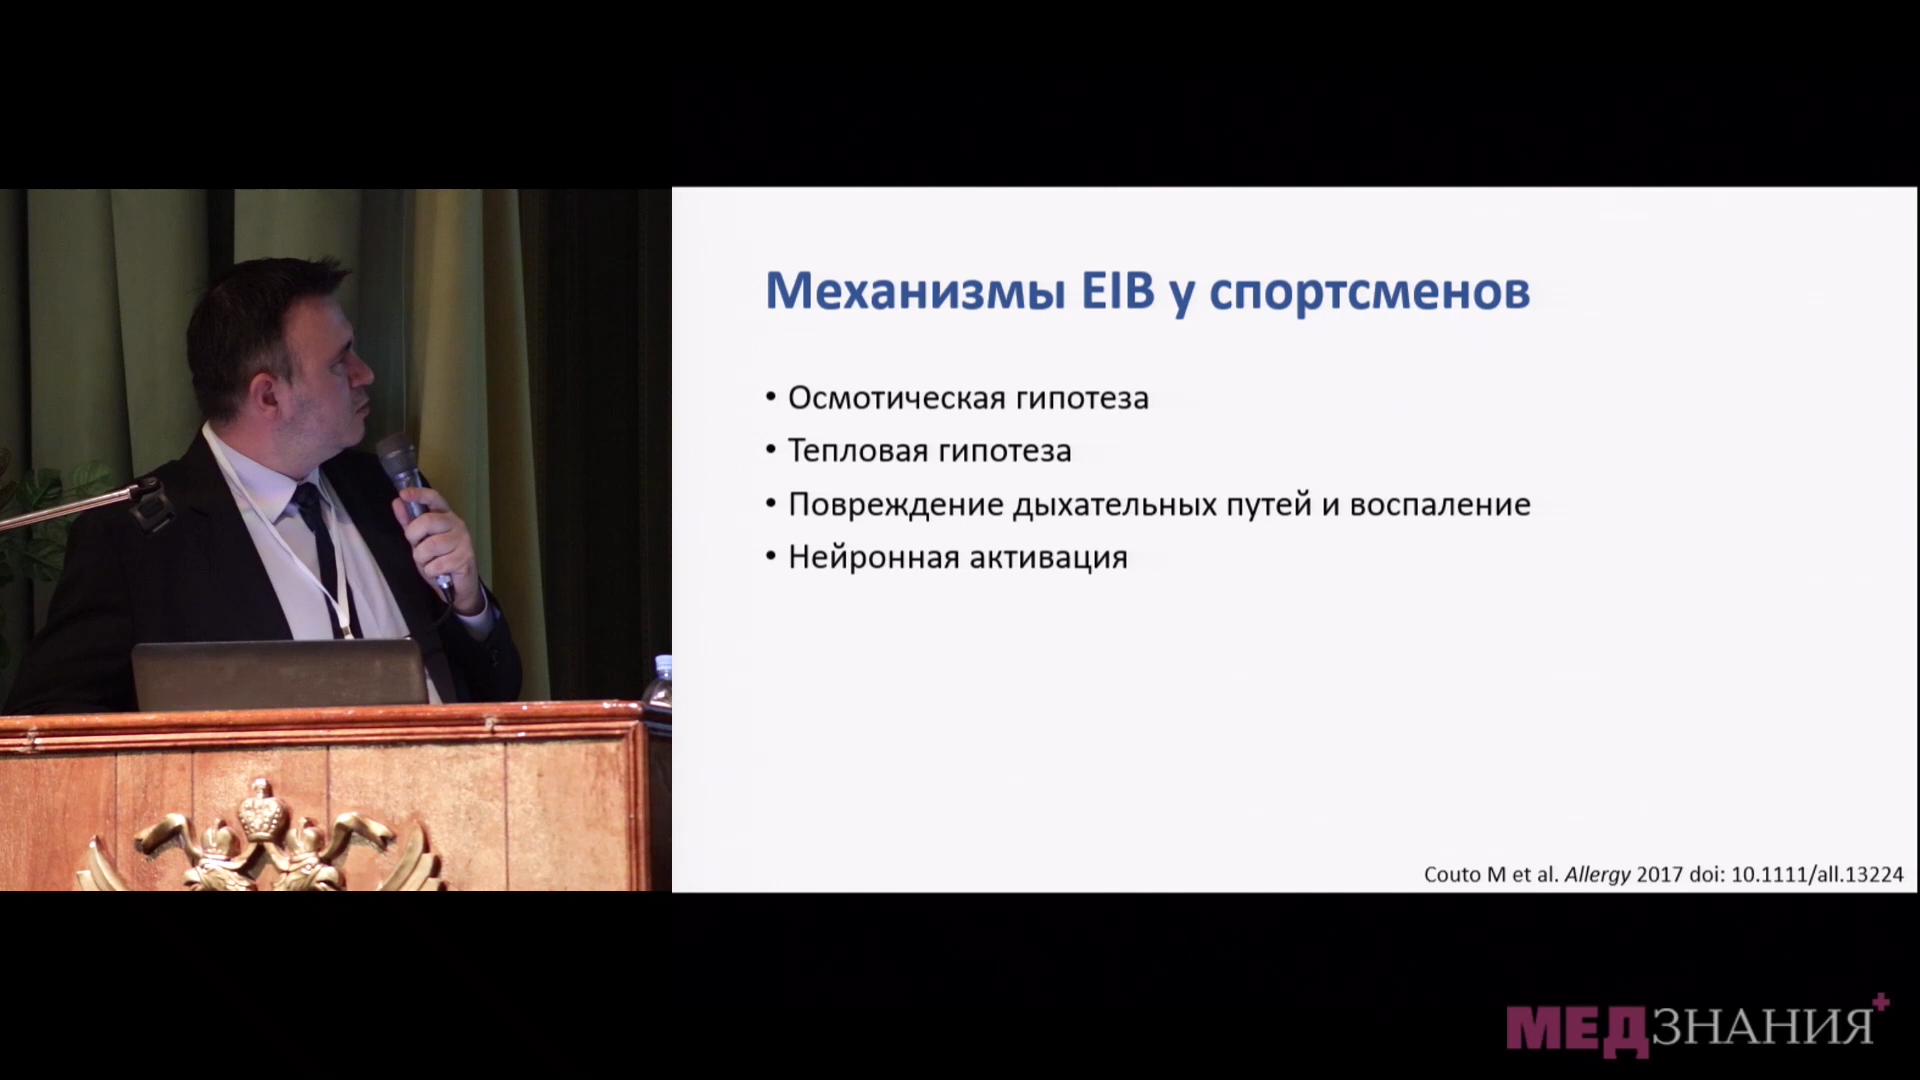 Механизмы EIB у спортсменов
• Осмотическая гипотеза
• Тепловая гипотеза
• Повреждение дыхательных путей и воспаление
• Нейронная активация
Couto M et al. Allergy 2017 doi: 10.1111/all.13224
МЕДЗНАНИЯ+